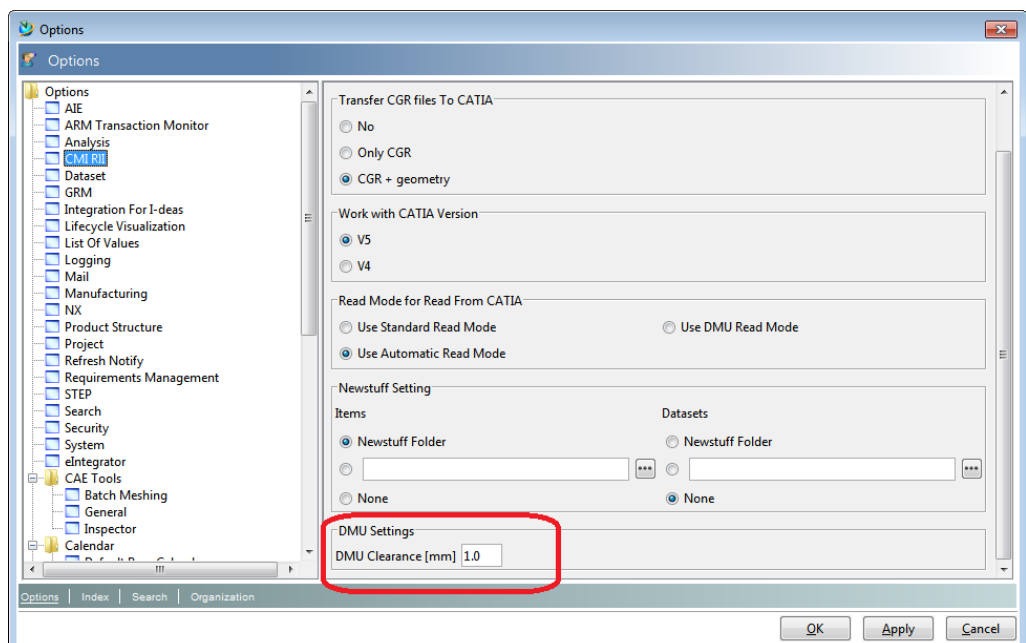 Options
Options
Options
AIE
ARM Transaction Monitor
Analysis
CMI RII
Dataset
GRM
Integration For I-deas
Lifecycle Visualization
List Of Values
Logging
Mail
Manufacturing
NX
Product Structure
Project
Refresh Notify
Requirements Management
STEP
Search
Security
System
eIntegrator
CAE Tools
Batch Meshing
General
Inspector
Calendar
Transfer CGR files To CATIA
No
Only CGR
CGR + geometry
Work with CATIA Version
V5
V4
Read Mode for Read From CATIA
Use Standard Read Mode Use DMU Read Mode
Use Automatic Read Mode
Newstuff Setting
Items Datasets
Newstuff Folder Newstuff Folder
None None
DMU Settings
DMU Clearance [mm] 1.0
Options Index Search Organization
OK Apply Cancel